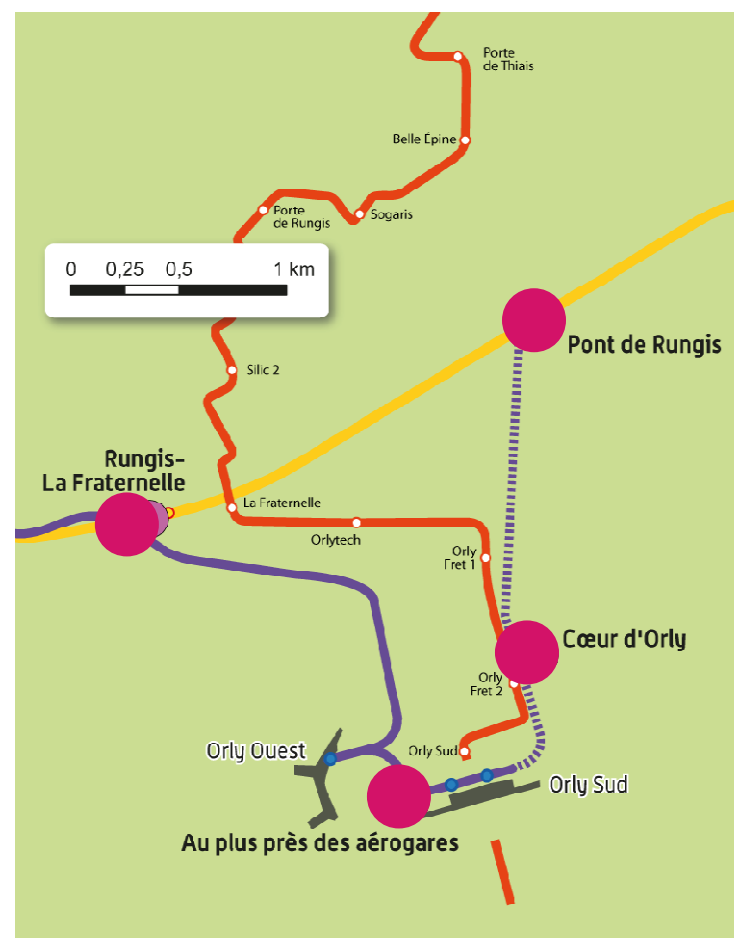 Porte
de Thiais
Belle Épine
Porte
de Rungis
Sogaris
0 0,25 0,5 1 km
Pont de Rungis
Silic 2
Rungis–
La Fraternelle
La Fraternelle
Orlytech
Orly
Fret 1
Cœur d'Orly
Orly
Fret 2
Orly Ouest
Orly Sud
Orly Sud
Au plus près des aérogares